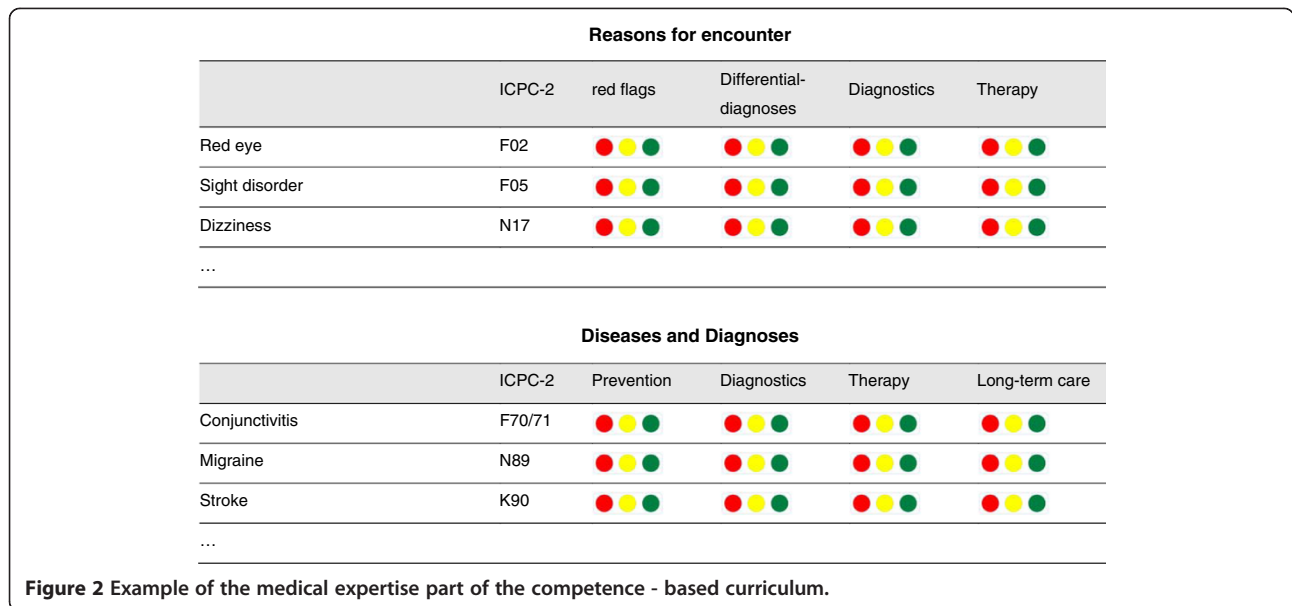 Reasons for encounter
ICPC-2 red flags Differential-diagnoses Diagnostics Therapy
Red eye F02
Sight disorder F05
Dizziness N17
...
Diseases and Diagnoses
ICPC-2 Prevention Diagnostics Therapy Long-term care
Conjunctivitis F70/71
Migraine N89
Stroke K90
...
Figure 2 Example of the medical expertise part of the competence - based curriculum.